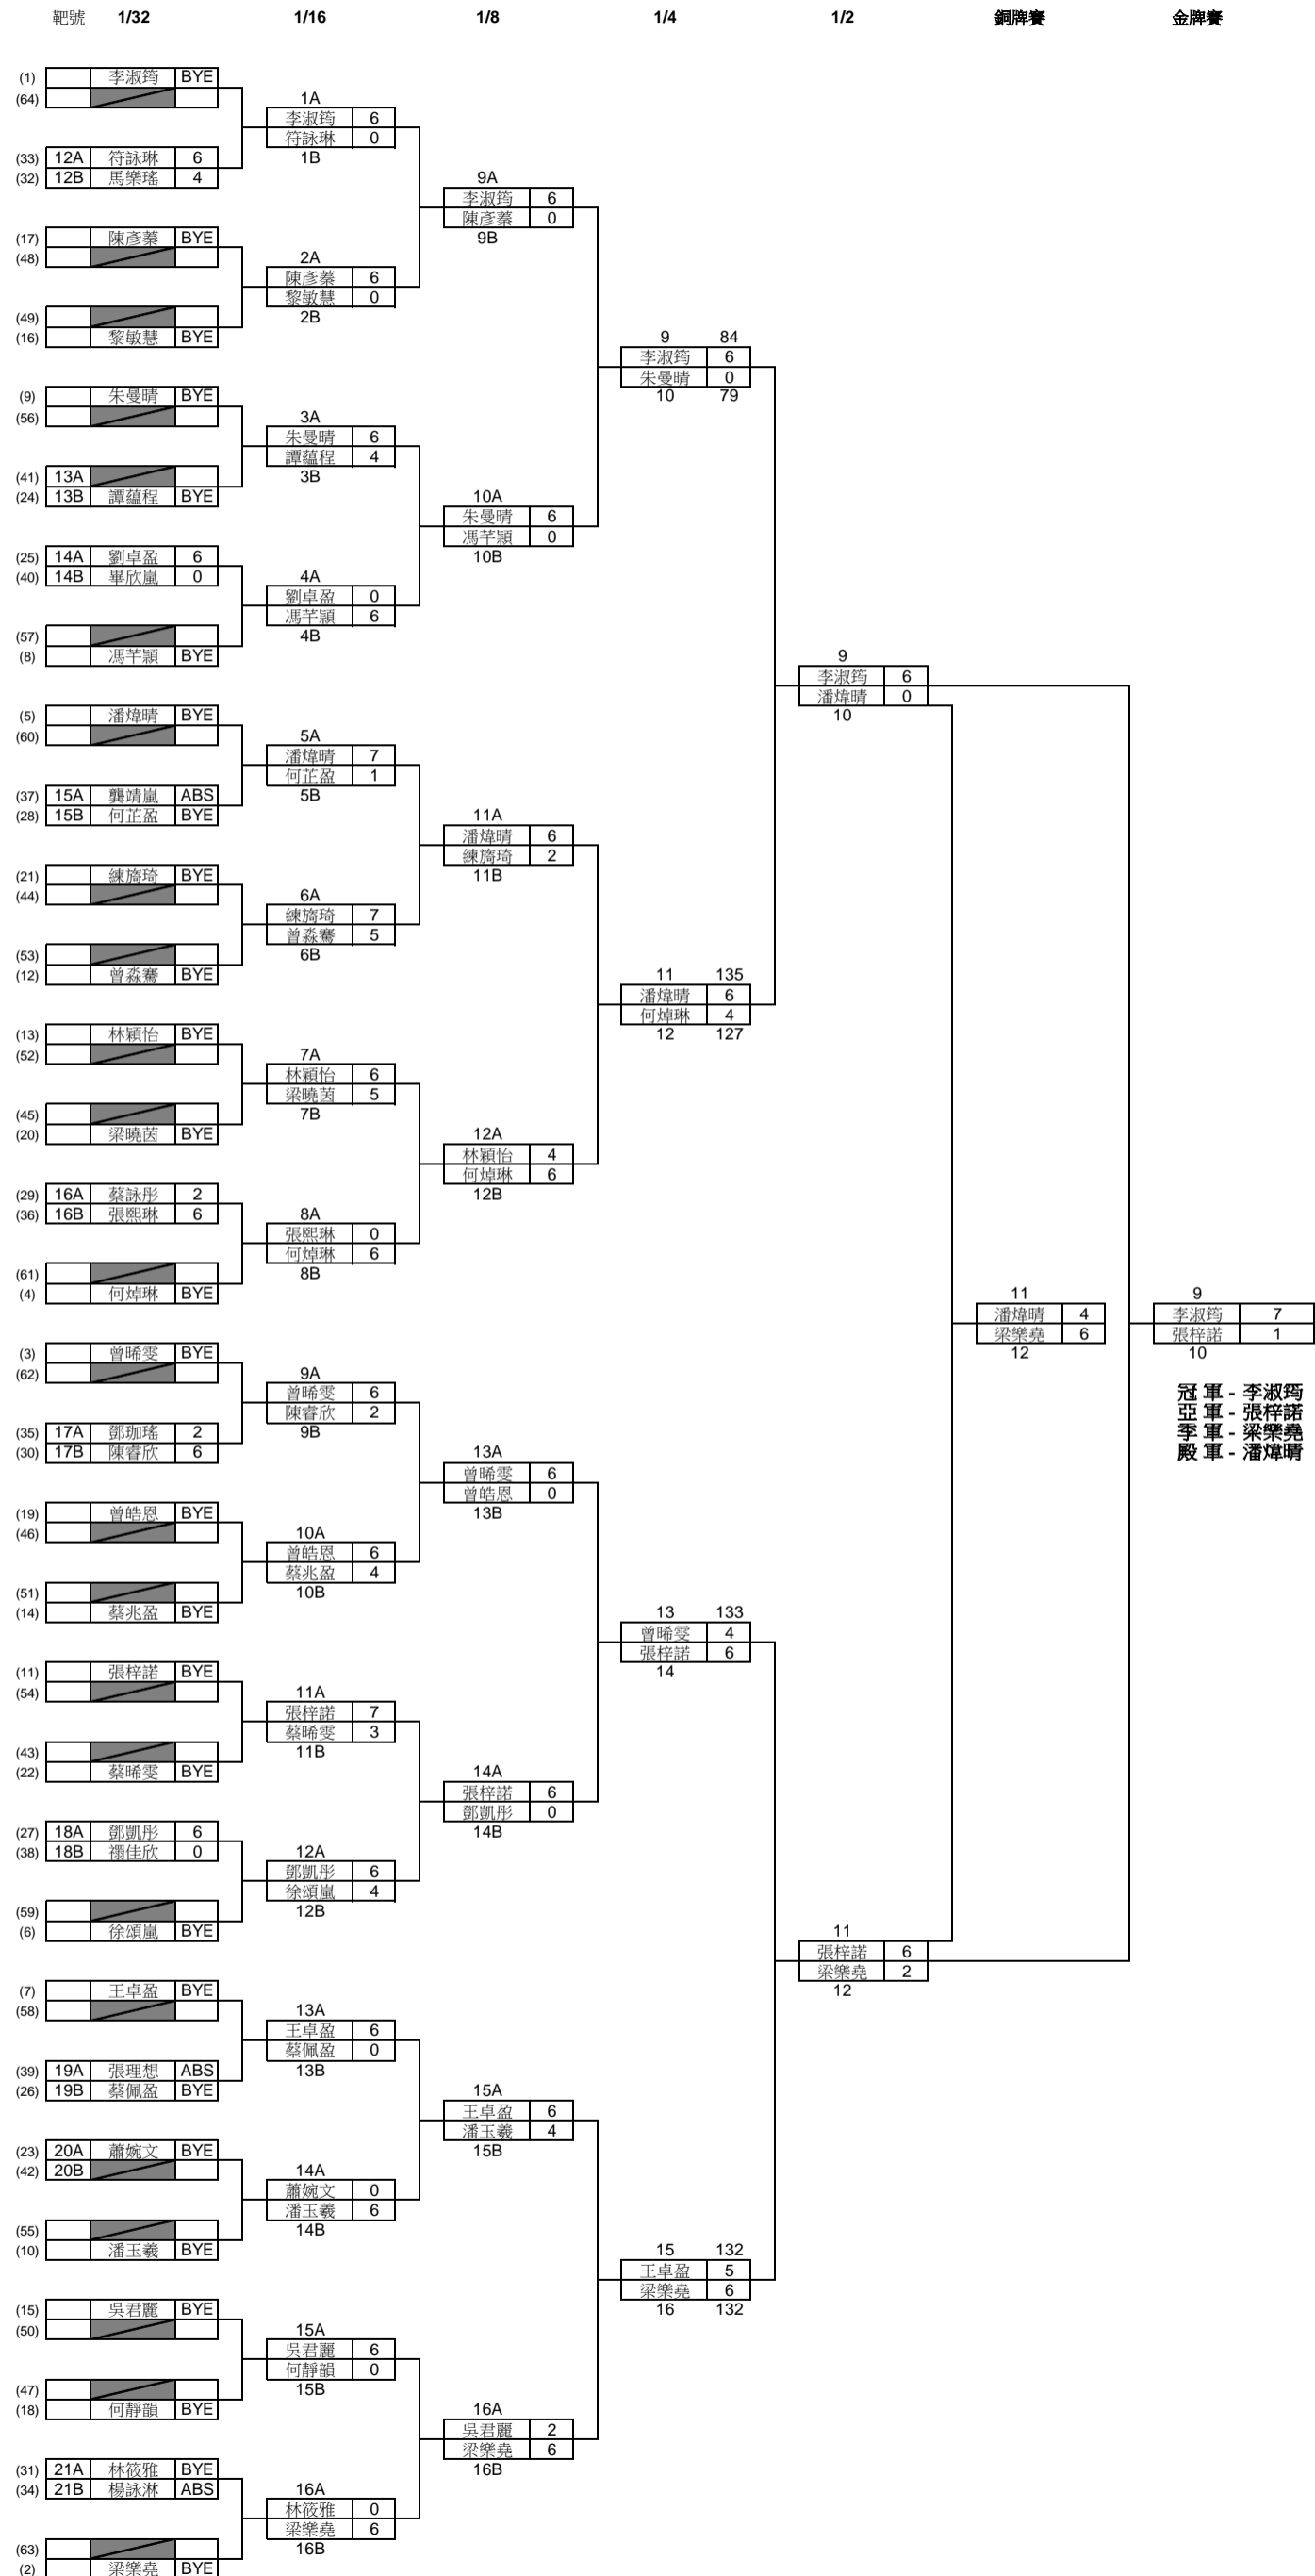 靶號 1/32 1/16 1/8 1/4 1/2 銅牌賽 金牌賽
(1) 李淑筠 BYE
(64)
1A
李淑筠 6
符詠琳 0
1B
(33) 12A 符詠琳 6
(32) 12B 馬樂瑤 4
9A
李淑筠 6
陳彥蓁 0
9B
(17) 陳彥蓁 BYE
(48)
2A
陳彥蓁 6
黎敏慧 0
2B
(49)
(16) 黎敏慧 BYE
9 84
李淑筠 6
朱曼晴 0
10 79
(9) 朱曼晴 BYE
(56)
3A
朱曼晴 6
譚蘊程 4
3B
(41) 13A
(24) 13B 譚蘊程 BYE
10A
朱曼晴 6
馮芊潁 0
10B
(25) 14A 劉卓盈 6
(40) 14B 畢欣嵐 0
4A
劉卓盈 0
馮芊潁 6
4B
(57)
(8) 馮芊潁 BYE
9
李淑筠 6
潘煒晴 0
10
(5) 潘煒晴 BYE
(60)
5A
潘煒晴 7
何芷盈 1
5B
(37) 15A 龔靖嵐 ABS
(28) 15B 何芷盈 BYE
11A
潘煒晴 6
練旖琦 2
11B
(21) 練旖琦 BYE
(44)
6A
練旖琦 7
曾淼騫 5
6B
(53)
(12) 曾淼騫 BYE
11 135
潘煒晴 6
何焯琳 4
12 127
(13) 林穎怡 BYE
(52)
7A
林穎怡 6
梁曉茵 5
7B
(45)
(20) 梁曉茵 BYE
12A
林穎怡 4
何焯琳 6
12B
(29) 16A 蔡詠彤 2
(36) 16B 張熙琳 6
8A
張熙琳 0
何焯琳 6
8B
(61)
(4) 何焯琳 BYE
11
潘煒晴 4
梁樂堯 6
12
9
李淑筠 7
張梓諾 1
10
冠 軍 - 李淑筠
亞 軍 - 張梓諾
季 軍 - 梁樂堯
殿 軍 - 潘煒晴
(3) 曾晞雯 BYE
(62)
9A
曾晞雯 6
陳睿欣 2
9B
(35) 17A 鄧珈瑤 2
(30) 17B 陳睿欣 6
13A
曾晞雯 6
曾皓恩 0
13B
(19) 曾皓恩 BYE
(46)
10A
曾皓恩 6
蔡兆盈 4
10B
(51)
(14) 蔡兆盈 BYE
13 133
曾晞雯 4
張梓諾 6
14
(11) 張梓諾 BYE
(54)
11A
張梓諾 7
蔡晞雯 3
11B
(43)
(22) 蔡晞雯 BYE
14A
張梓諾 6
鄧凱彤 0
14B
(27) 18A 鄧凱彤 6
(38) 18B 禤佳欣 0
12A
鄧凱彤 6
徐頌嵐 4
12B
(59)
(6) 徐頌嵐 BYE
11
張梓諾 6
梁樂堯 2
12
(7) 王卓盈 BYE
(58)
13A
王卓盈 6
蔡佩盈 0
13B
(39) 19A 張理想 ABS
(26) 19B 蔡佩盈 BYE
15A
王卓盈 6
潘玉羲 4
15B
(23) 20A 蕭婉文 BYE
(42) 20B
14A
蕭婉文 0
潘玉羲 6
14B
(55)
(10) 潘玉羲 BYE
15 132
王卓盈 5
梁樂堯 6
16 132
(15) 吳君麗 BYE
(50)
15A
吳君麗 6
何靜韻 0
15B
(47)
(18) 何靜韻 BYE
16A
吳君麗 2
梁樂堯 6
16B
(31) 21A 林筱雅 BYE
(34) 21B 楊詠淋 ABS
16A
林筱雅 0
梁樂堯 6
16B
(63)
(2) 梁樂堯 BYE